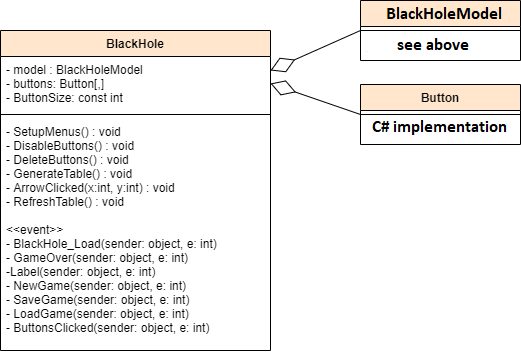 BlackHole
- model : BlackHoleModel
- buttons: Button[,]
- ButtonSize: const int
- SetupMenus() : void
- DisableButtons() : void
- DeleteButtons() : void
- GenerateTable() : void
- ArrowClicked(x:int, y:int) : void
- RefreshTable() : void
<<event>>
- BlackHole_Load(sender: object, e: int)
- GameOver(sender: object, e: int)
-Label(sender: object, e: int)
- NewGame(sender: object, e: int)
- SaveGame(sender: object, e: int)
- LoadGame(sender: object, e: int)
- ButtonsClicked(sender: object, e: int)
BlackHoleModel
see above
Button
C# implementation